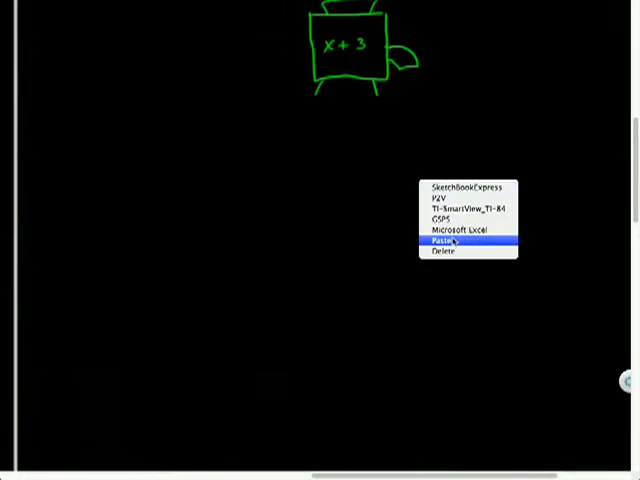 x + 3
SketchBookExpress
P2V
TI-SmartView_TI-84
GSP5
Microsoft Excel
Paste
Delete